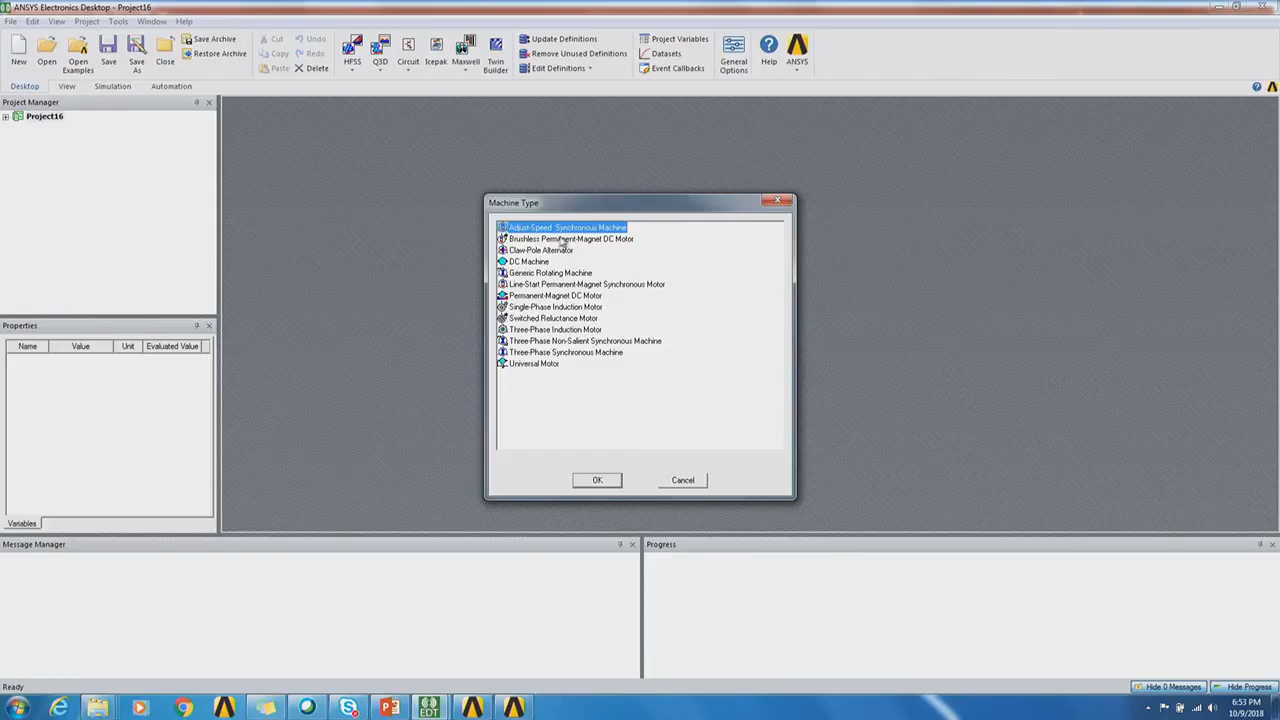 ANSYS Electronics Desktop - Project16
File Edit View Project Tools Window Help
New
Open
Open Examples
Save
Save As
Close
Save Archive
Restore Archive
Cut
Copy
Paste
Undo
Redo
Delete
HFSS
Q3D
Circuit
Icepak
Maxwell
Twin Builder
Update Definitions
Remove Unused Definitions
Edit Definitions
Project Variables
Datasets
Event Callbacks
General Options
Help
ANSYS
Desktop View Simulation Automation
Project Manager
Project16
Machine Type
Adjust-Speed Synchronous Machine
Brushless Permanent-Magnet DC Motor
Claw-Pole Alternator
DC Machine
Generic Rotating Machine
Line-Start Permanent-Magnet Synchronous Motor
Permanent-Magnet DC Motor
Single-Phase Induction Motor
Switched Reluctance Motor
Three-Phase Induction Motor
Three-Phase Non-Salient Synchronous Machine
Three-Phase Synchronous Machine
Universal Motor
OK Cancel
Properties
Name Value Unit Evaluated Value
Variables
Message Manager
Progress
Ready
Hide 0 Messages Hide Progress
EDT
6:53 PM
10/9/2018